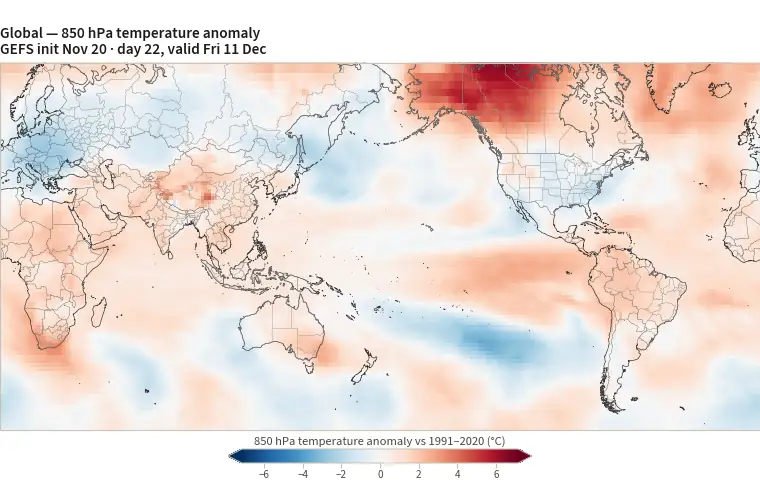 Global — 850 hPa temperature anomaly
GEFS init Nov 20 · day 22, valid Fri 11 Dec
850 hPa temperature anomaly vs 1991–2020 (°C)
−6 −4 −2 0 2 4 6